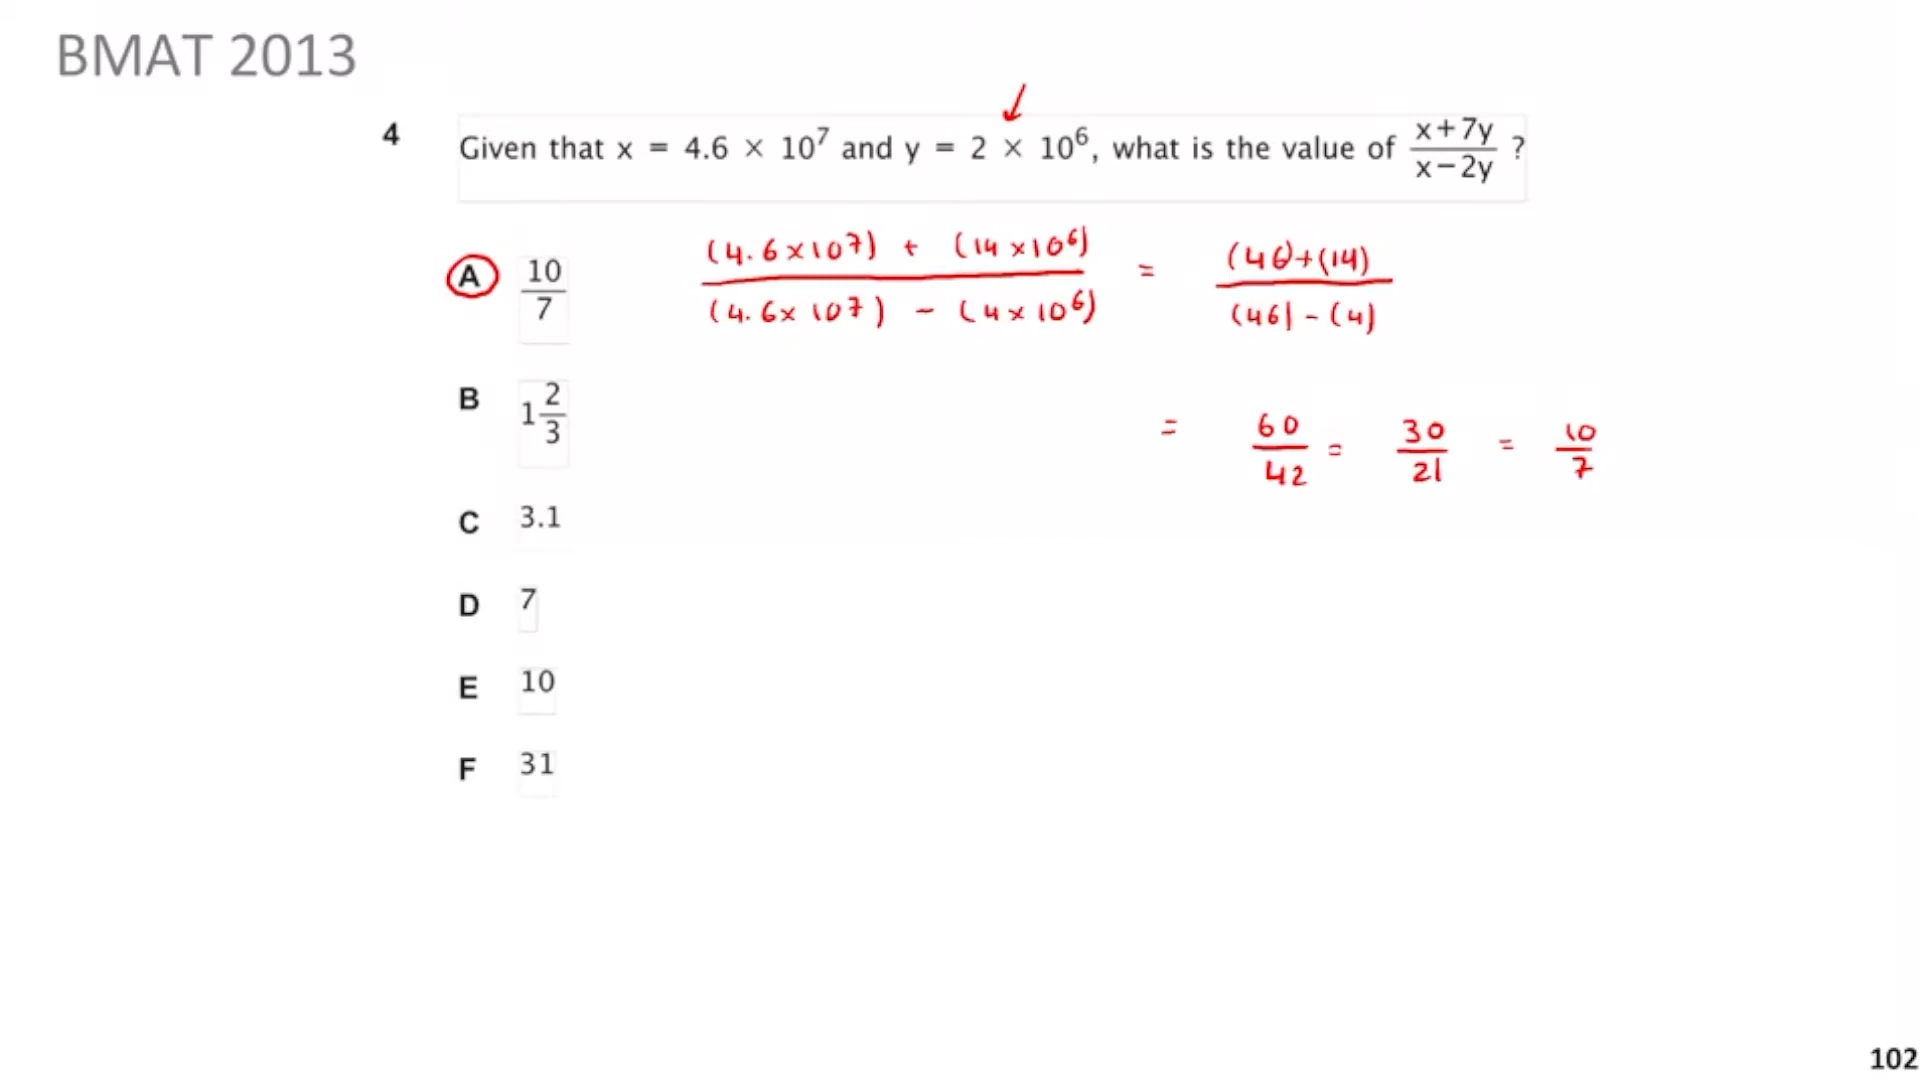 BMAT 2013
4 Given that x = 4.6 × 10⁷ and y = 2 × 10⁶, what is the value of (x+7y)/(x−2y) ?
A 10/7
((4.6×10⁷) + (14×10⁶))/((4.6×10⁷) − (4×10⁶)) = ((46)+(14))/((46)−(4))
B 1 2/3
= 60/42 = 30/21 = 10/7
C 3.1
D 7
E 10
F 31
102